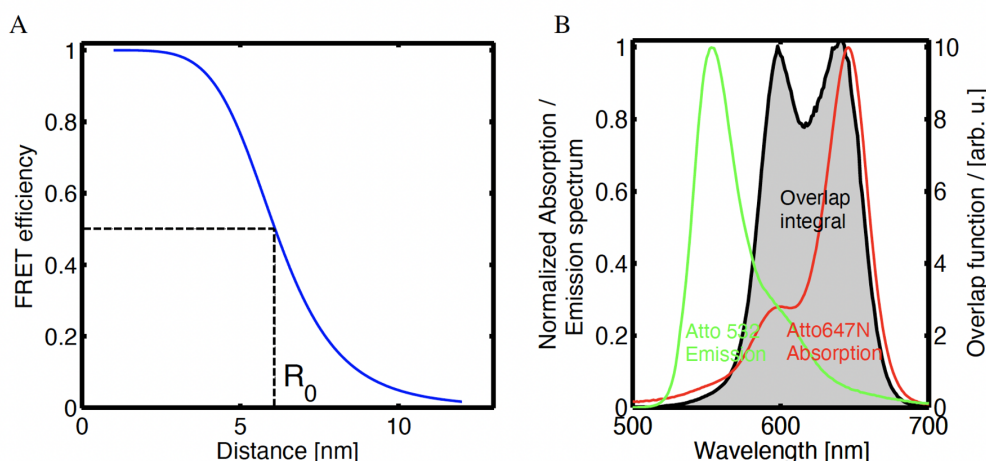 A
1
0.8
0.6
0.4
0.2
0
FRET efficiency
R0
0
5
10
Distance [nm]
B
1
0.8
0.6
0.4
0.2
0
Normalized Absorption /
Emission spectrum
Overlap
integral
Atto 532
Emission
Atto647N
Absorption
10
8
6
4
2
0
Overlap function / [arb. u.]
500
600
700
Wavelength [nm]